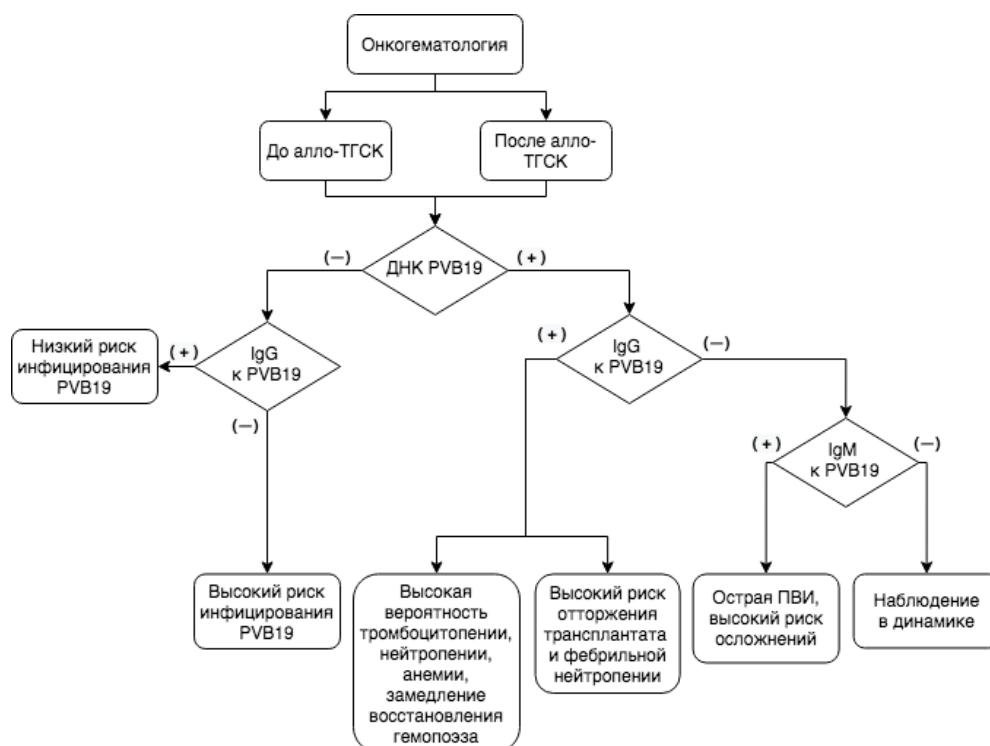 Онкогематология
До алло-ТГСК
После алло-
ТГСК
(—)
ДНК PVB19
(+)
Низкий риск
инфицирования
PVB19
(+)
IgG
к PVB19
(—)
(+)
IgG
к PVB19
(—)
(+)
IgM
к PVB19
(—)
Высокий риск
инфицирования
PVB19
Высокая
вероятность
тромбоцитопении,
нейтропении,
анемии,
замедление
восстановления
гемопоэза
Высокий риск
отторжения
трансплантата
и фебрильной
нейтропении
Острая ПВИ,
высокий риск
осложнений
Наблюдение
в динамике